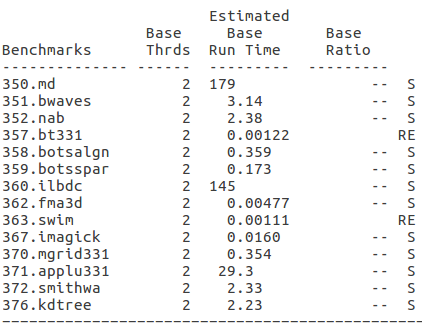 Estimated
                  Base       Base        Base
Benchmarks        Thrds   Run Time       Ratio
-------------- ------  ---------  ---------
350.md                2  179                 --  S
351.bwaves            2    3.14              --  S
352.nab               2    2.38              --  S
357.bt331             2    0.00122              RE
358.botsalgn          2    0.359             --  S
359.botsspar          2    0.173             --  S
360.ilbdc             2  145                 --  S
362.fma3d             2    0.00477           --  S
363.swim              2    0.00111              RE
367.imagick           2    0.0160            --  S
370.mgrid331          2    0.354             --  S
371.applu331          2   29.3               --  S
372.smithwa           2    2.33              --  S
376.kdtree            2    2.23              --  S
-----------------------------------------------